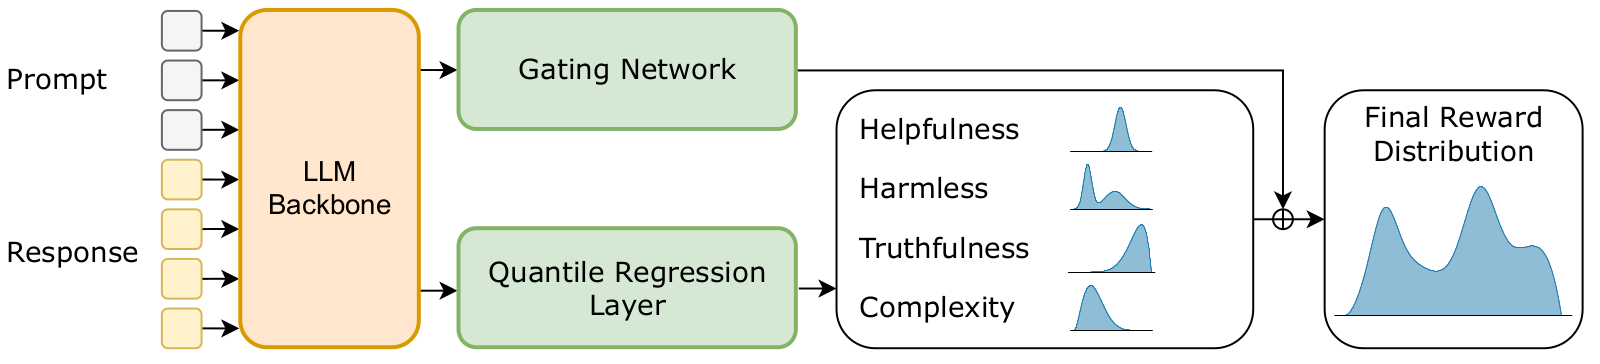 Prompt
Response
LLM
Backbone
Gating Network
Quantile Regression
Layer
Helpfulness
Harmless
Truthfulness
Complexity
Final Reward
Distribution